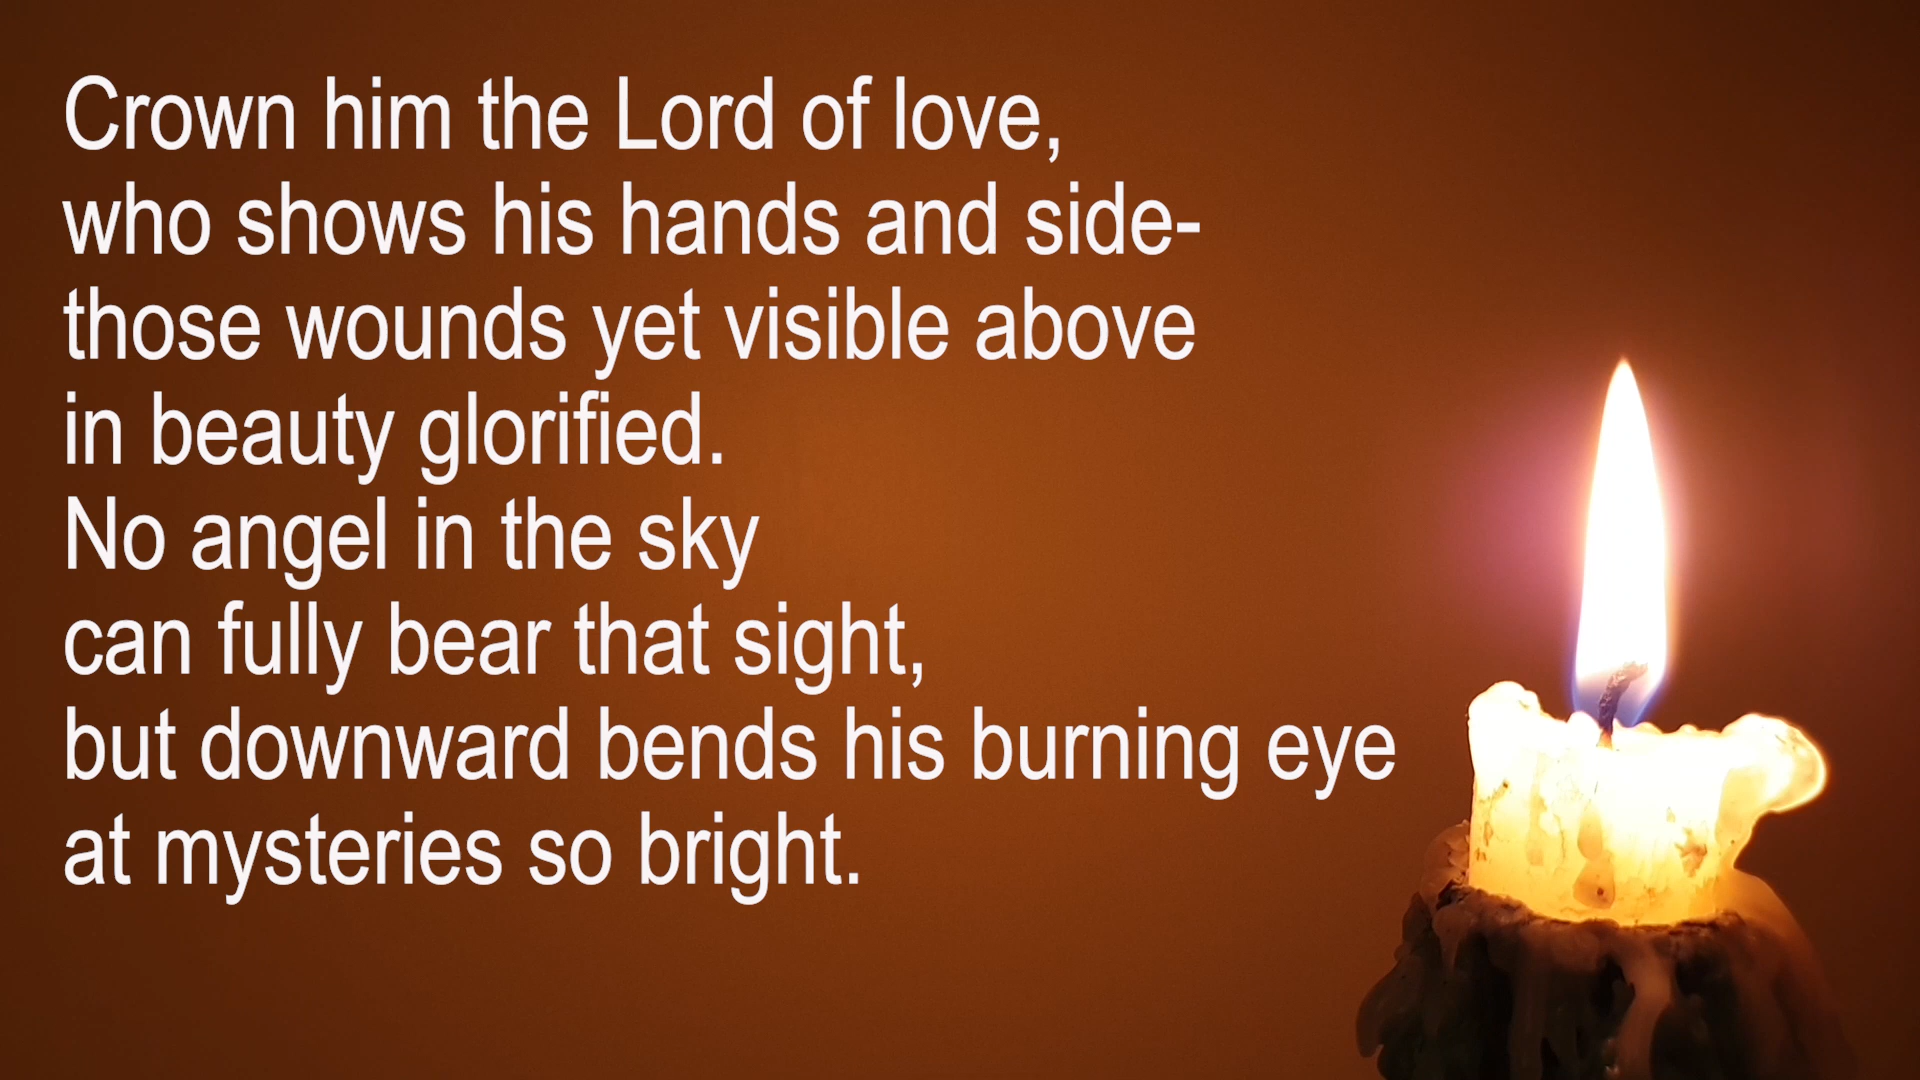 Crown him the Lord of love,
who shows his hands and side-
those wounds yet visible above
in beauty glorified.
No angel in the sky
can fully bear that sight,
but downward bends his burning eye
at mysteries so bright.